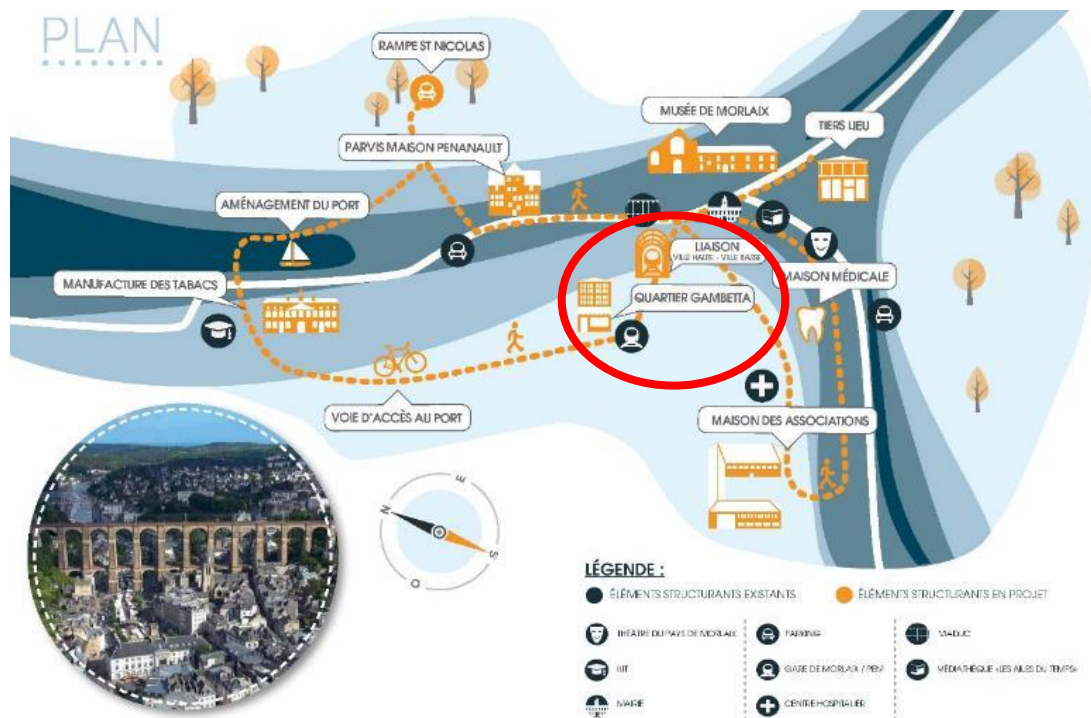 PLAN
RAMPE ST NICOLAS
MUSÉE DE MORLAIX
TIERS LIEU
PARVIS MAISON PENANAULT
AMÉNAGEMENT DU PORT
LIAISON
VILLE HAUTE - VILLE BASSE
MANUFACTURE DES TABACS
MAISON MÉDICALE
QUARTIER GAMBETTA
VOIE D'ACCÈS AU PORT
MAISON DES ASSOCIATIONS
N
E
S
O
LÉGENDE :
ÉLÉMENTS STRUCTURANTS EXISTANTS
ÉLÉMENTS STRUCTURANTS EN PROJET
THÉÂTRE DU PAYS DE MORLAIX
PARKING
VIADUC
IUT
GARE DE MORLAIX / PEM
MÉDIATHÈQUE «LES AILES DU TEMPS»
MAIRIE
CENTRE HOSPITALIER